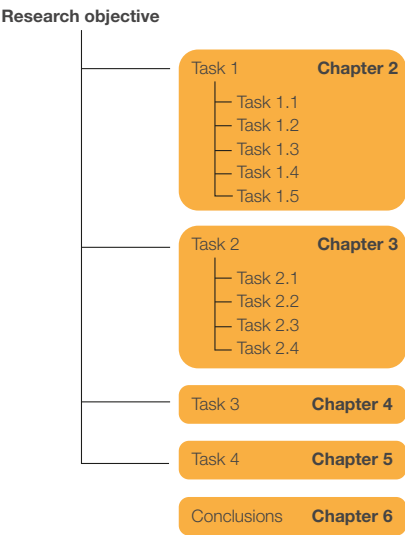 Research objective
Task 1 Chapter 2
Task 1.1
Task 1.2
Task 1.3
Task 1.4
Task 1.5
Task 2 Chapter 3
Task 2.1
Task 2.2
Task 2.3
Task 2.4
Task 3 Chapter 4
Task 4 Chapter 5
Conclusions Chapter 6